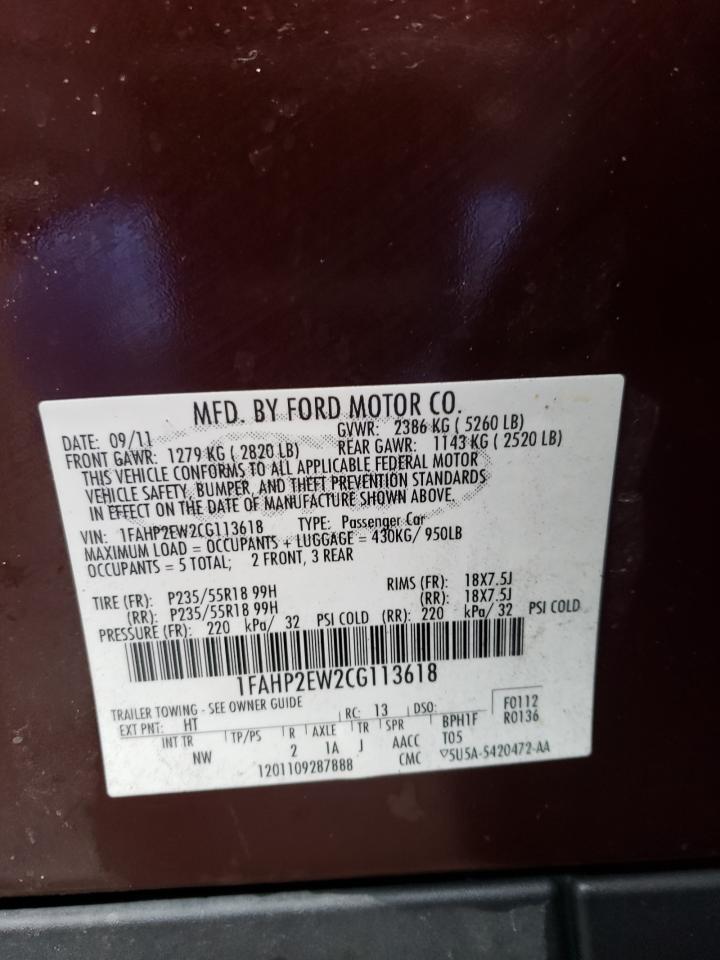 MFD. BY FORD MOTOR CO.
DATE: 09/11 GVWR: 2386 KG ( 5260 LB)
FRONT GAWR: 1279 KG ( 2820 LB) REAR GAWR: 1143 KG ( 2520 LB)
THIS VEHICLE CONFORMS TO ALL APPLICABLE FEDERAL MOTOR
VEHICLE SAFETY, BUMPER, AND THEFT PREVENTION STANDARDS
IN EFFECT ON THE DATE OF MANUFACTURE SHOWN ABOVE.
VIN: 1FAHP2EW2CG113618 TYPE: Passenger Car
MAXIMUM LOAD = OCCUPANTS + LUGGAGE = 430KG/ 950LB
OCCUPANTS = 5 TOTAL; 2 FRONT, 3 REAR
TIRE (FR): P235/55R18 99H RIMS (FR): 18X7.5J
(RR): P235/55R18 99H (RR): 18X7.5J
PRESSURE (FR): 220 kPa/ 32 PSI COLD (RR): 220 kPa/ 32 PSI COLD
1FAHP2EW2CG113618
TRAILER TOWING - SEE OWNER GUIDE
EXT PNT: HT RC: 13 DSO: F0112
R0136
INT TR TP/PS R AXLE TR SPR BPH1F
NW 2 1A J AACC T05
1201109287888 CMC ▽5U5A-5420472-AA